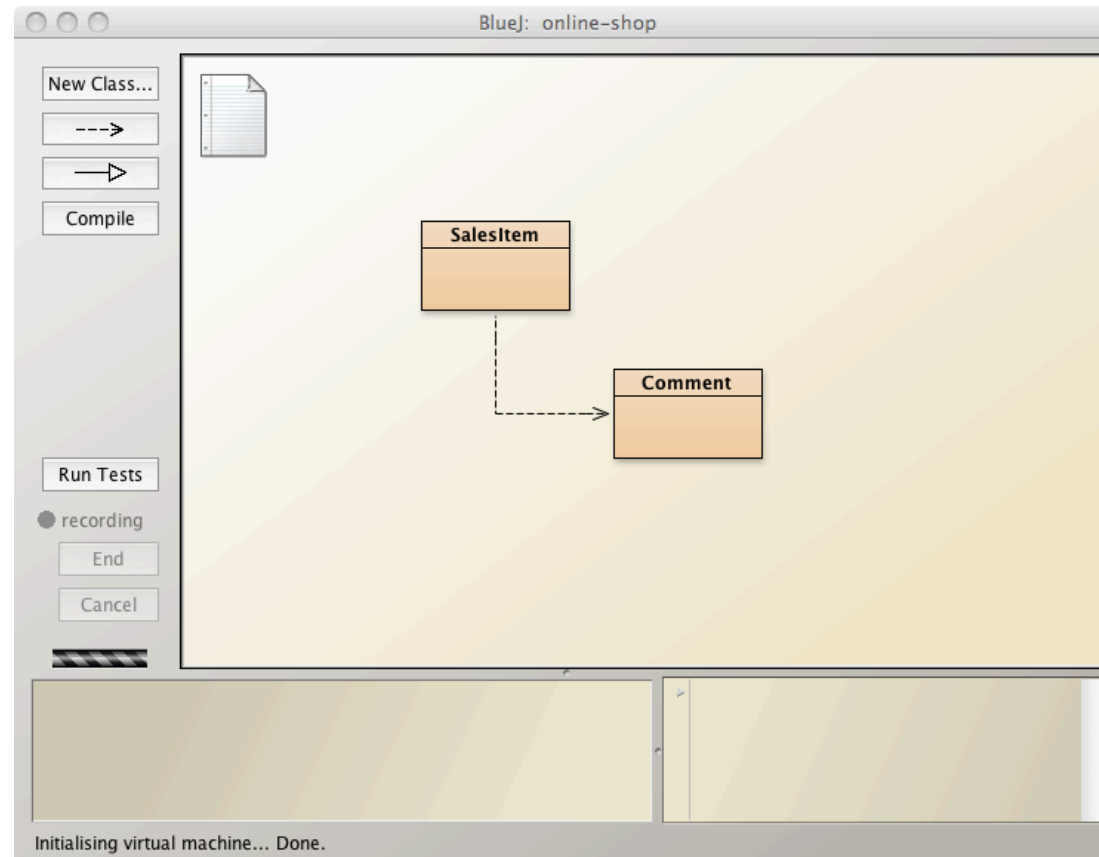 BlueJ: online-shop
New Class...
Compile
SalesItem
Comment
Run Tests
recording
End
Cancel
Initialising virtual machine... Done.